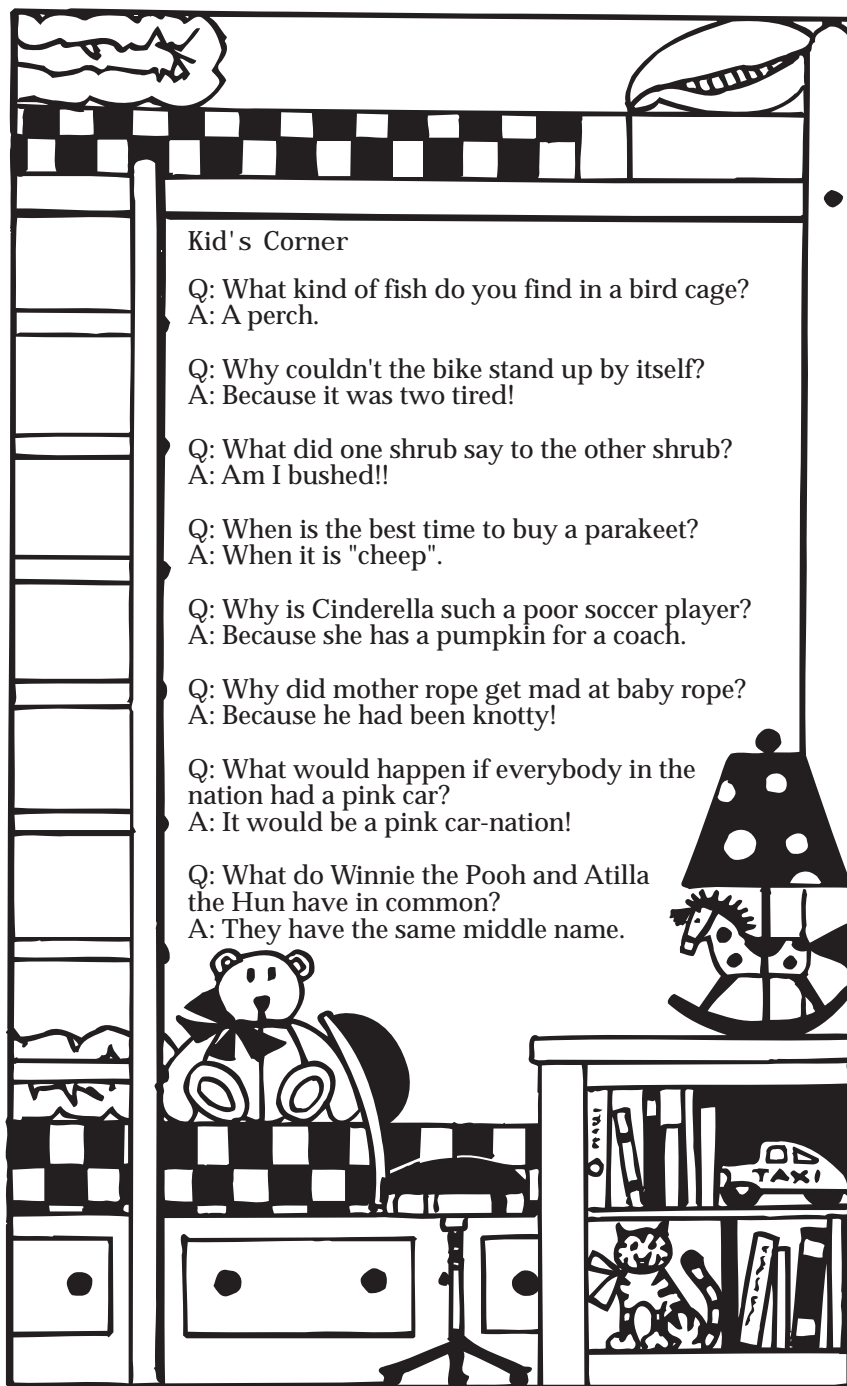 Kid's Corner
Q: What kind of fish do you find in a bird cage?
A: A perch.
Q: Why couldn't the bike stand up by itself?
A: Because it was two tired!
Q: What did one shrub say to the other shrub?
A: Am I bushed!!
Q: When is the best time to buy a parakeet?
A: When it is "cheep".
Q: Why is Cinderella such a poor soccer player?
A: Because she has a pumpkin for a coach.
Q: Why did mother rope get mad at baby rope?
A: Because he had been knotty!
Q: What would happen if everybody in the
nation had a pink car?
A: It would be a pink car-nation!
Q: What do Winnie the Pooh and Atilla
the Hun have in common?
A: They have the same middle name.
TAXI